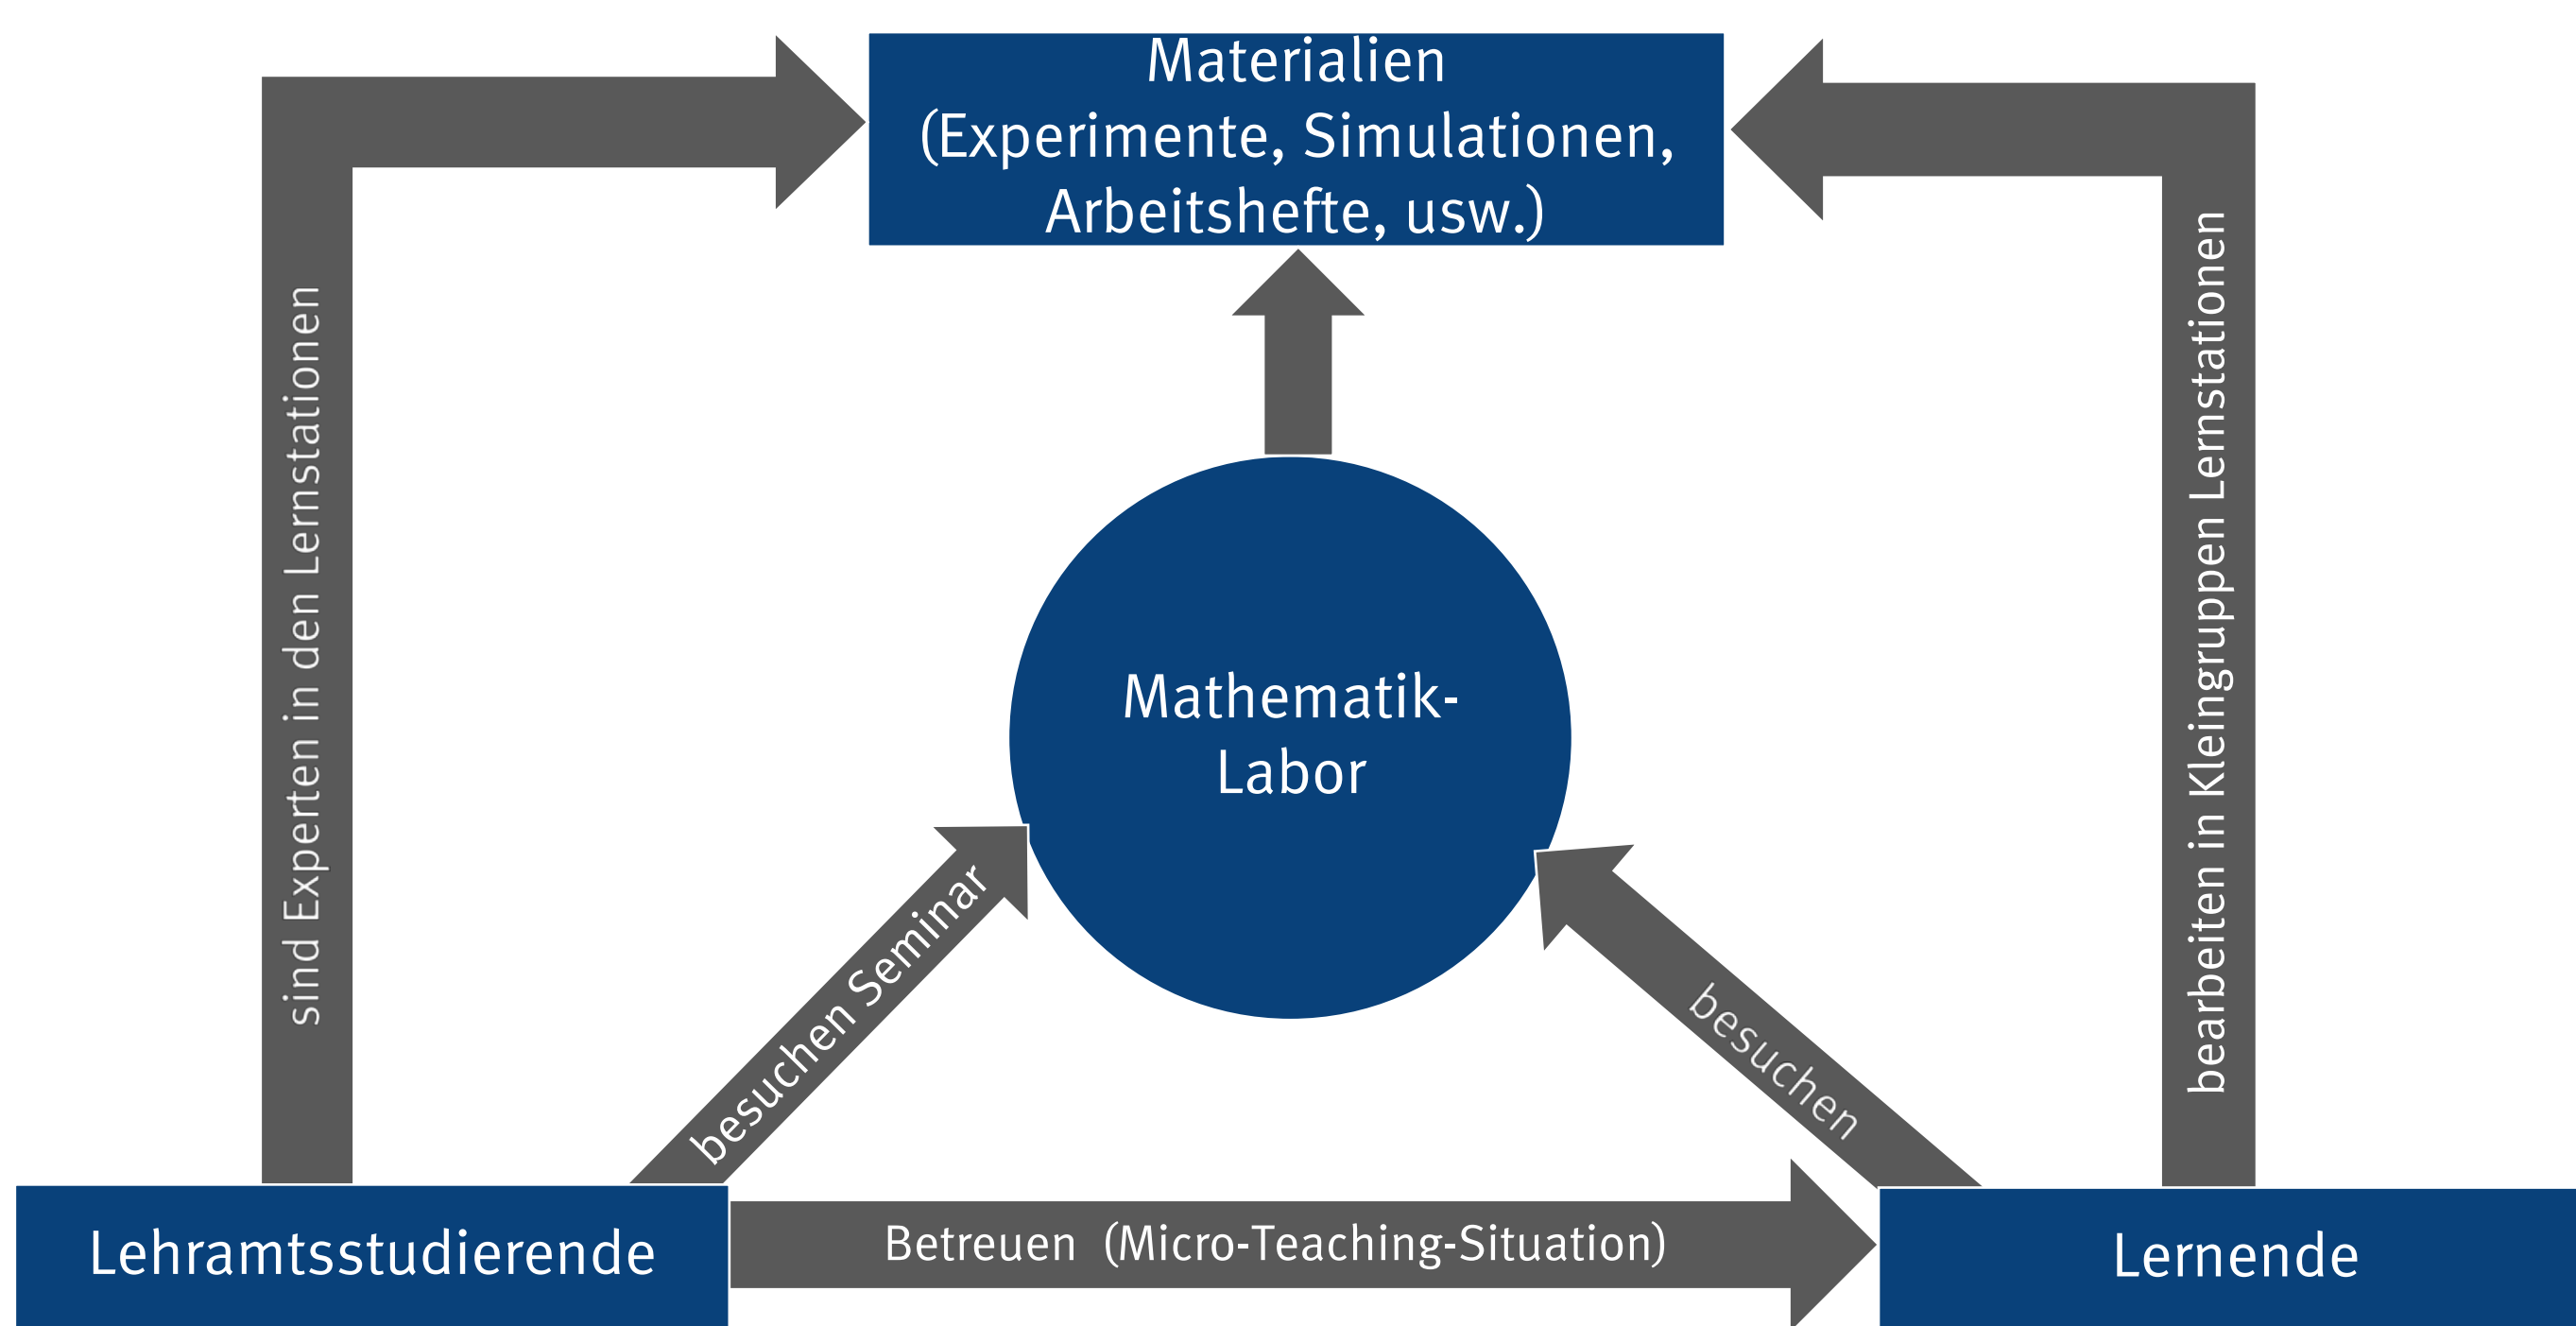 Materialien
(Experimente, Simulationen,
Arbeitshefte, usw.)
sind Experten in den Lernstationen
bearbeiten in Kleingruppen Lernstationen
Mathematik-
Labor
besuchen Seminar
besuchen
Lehramtsstudierende
Betreuen (Micro-Teaching-Situation)
Lernende